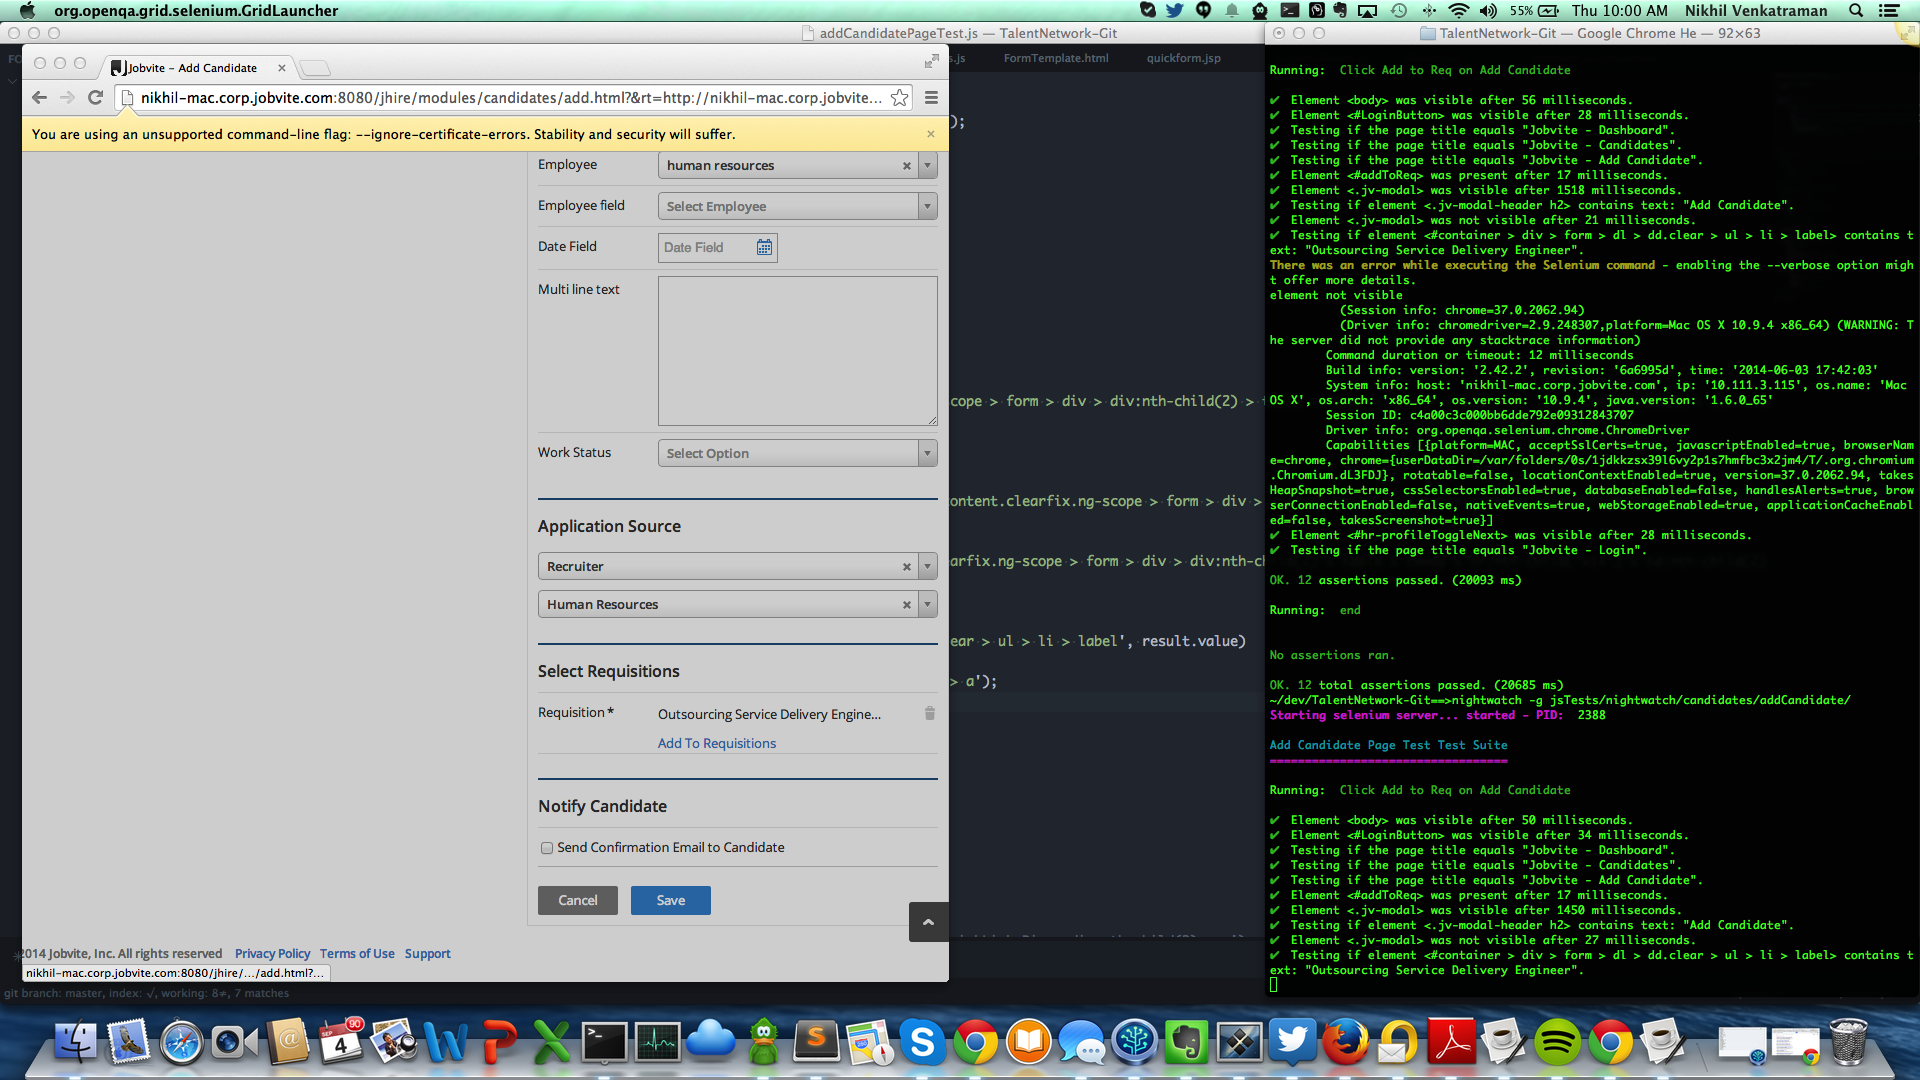 org.openqa.grid.selenium.GridLauncher
55%
Thu 10:00 AM
Nikhil Venkatraman
addCandidatePageTest.js — TalentNetwork-Git
FormTemplate.html
quickform.jsp
Jobvite - Add Candidate
nikhil-mac.corp.jobvite.com:8080/jhire/modules/candidates/add.html?&rt=http://nikhil-mac.corp.jobvite...
You are using an unsupported command-line flag: --ignore-certificate-errors. Stability and security will suffer.
Employee
human resources
Employee field
Select Employee
Date Field
Date Field
Multi line text
Work Status
Select Option
Application Source
Recruiter
Human Resources
Select Requisitions
Requisition *
Outsourcing Service Delivery Engine...
Add To Requisitions
Notify Candidate
Send Confirmation Email to Candidate
Cancel
Save
2014 Jobvite, Inc. All rights reserved
Privacy Policy
Terms of Use
Support
nikhil-mac.corp.jobvite.com:8080/jhire/.../add.html?...
git branch: master, index: √, working: 8≠, 7 matches
);
cope > form > div > div:nth-child(2) >
ontent.clearfix.ng-scope > form > div >
arfix.ng-scope > form > div > div:nth-ch
ear > ul > li > label', result.value)
> a');
TalentNetwork-Git — Google Chrome He — 92×63
Running:  Click Add to Req on Add Candidate
✔ Element <body> was visible after 56 milliseconds.
✔ Element <#LoginButton> was visible after 28 milliseconds.
✔ Testing if the page title equals "Jobvite - Dashboard".
✔ Testing if the page title equals "Jobvite - Candidates".
✔ Testing if the page title equals "Jobvite - Add Candidate".
✔ Element <#addToReq> was present after 17 milliseconds.
✔ Element <.jv-modal> was visible after 1518 milliseconds.
✔ Testing if element <.jv-modal-header h2> contains text: "Add Candidate".
✔ Element <.jv-modal> was not visible after 21 milliseconds.
✔ Testing if element <#container > div > form > dl > dd.clear > ul > li > label> contains t
ext: "Outsourcing Service Delivery Engineer".
There was an error while executing the Selenium command - enabling the --verbose option migh
t offer more details.
element not visible
(Session info: chrome=37.0.2062.94)
(Driver info: chromedriver=2.9.248307,platform=Mac OS X 10.9.4 x86_64) (WARNING: T
he server did not provide any stacktrace information)
Command duration or timeout: 12 milliseconds
Build info: version: '2.42.2', revision: '6a6995d', time: '2014-06-03 17:42:03'
System info: host: 'nikhil-mac.corp.jobvite.com', ip: '10.111.3.115', os.name: 'Mac
OS X', os.arch: 'x86_64', os.version: '10.9.4', java.version: '1.6.0_65'
Session ID: c4a00c3c000bb6dde792e09312843707
Driver info: org.openqa.selenium.chrome.ChromeDriver
Capabilities [{platform=MAC, acceptSslCerts=true, javascriptEnabled=true, browserNam
e=chrome, chrome={userDataDir=/var/folders/0s/1jdkkzsx39l6vy2p1s7hmfbc3x2jm4/T/.org.chromium
.Chromium.dL3FDJ}, rotatable=false, locationContextEnabled=true, version=37.0.2062.94, takes
HeapSnapshot=true, cssSelectorsEnabled=true, databaseEnabled=false, handlesAlerts=true, brow
serConnectionEnabled=false, nativeEvents=true, webStorageEnabled=true, applicationCacheEnabl
ed=false, takesScreenshot=true}]
✔ Element <#hr-profileToggleNext> was visible after 28 milliseconds.
✔ Testing if the page title equals "Jobvite - Login".
OK. 12 assertions passed. (20093 ms)
Running:  end
No assertions ran.
OK. 12 total assertions passed. (20685 ms)
~/dev/TalentNetwork-Git==>nightwatch -g jsTests/nightwatch/candidates/addCandidate/
Starting selenium server... started - PID:  2388
Add Candidate Page Test Test Suite
==================================
Running:  Click Add to Req on Add Candidate
✔ Element <body> was visible after 50 milliseconds.
✔ Element <#LoginButton> was visible after 34 milliseconds.
✔ Testing if the page title equals "Jobvite - Dashboard".
✔ Testing if the page title equals "Jobvite - Candidates".
✔ Testing if the page title equals "Jobvite - Add Candidate".
✔ Element <#addToReq> was present after 17 milliseconds.
✔ Element <.jv-modal> was visible after 1450 milliseconds.
✔ Testing if element <.jv-modal-header h2> contains text: "Add Candidate".
✔ Element <.jv-modal> was not visible after 27 milliseconds.
✔ Testing if element <#container > div > form > dl > dd.clear > ul > li > label> contains t
ext: "Outsourcing Service Delivery Engineer".
SEP
4
90